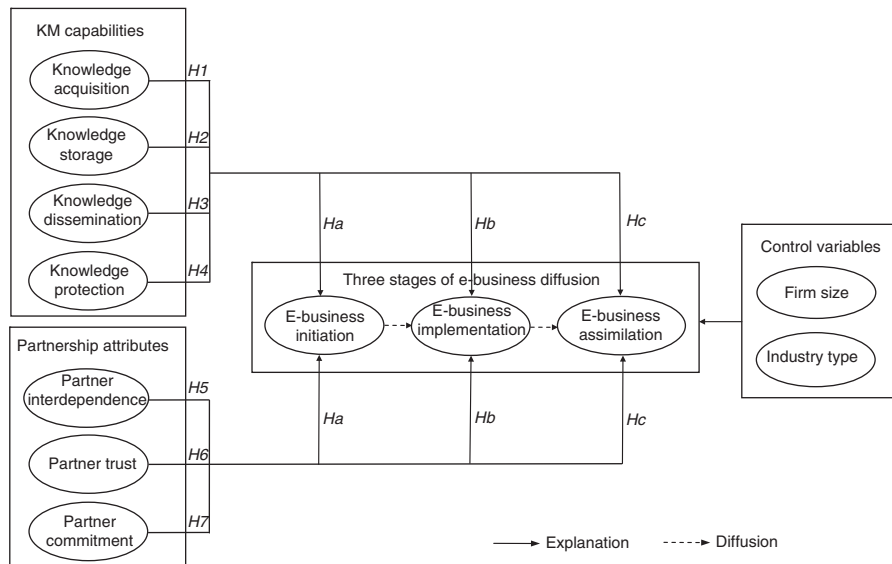 KM capabilities
Knowledge
acquisition
H1
Knowledge
storage
H2
Knowledge
dissemination
H3
Knowledge
protection
H4
Ha
Hb
Hc
Three stages of e-business diffusion
E-business
initiation
E-business
implementation
E-business
assimilation
Control variables
Firm size
Industry type
Partnership attributes
Partner
interdependence
H5
Partner trust
H6
Partner
commitment
H7
Ha
Hb
Hc
Explanation
Diffusion